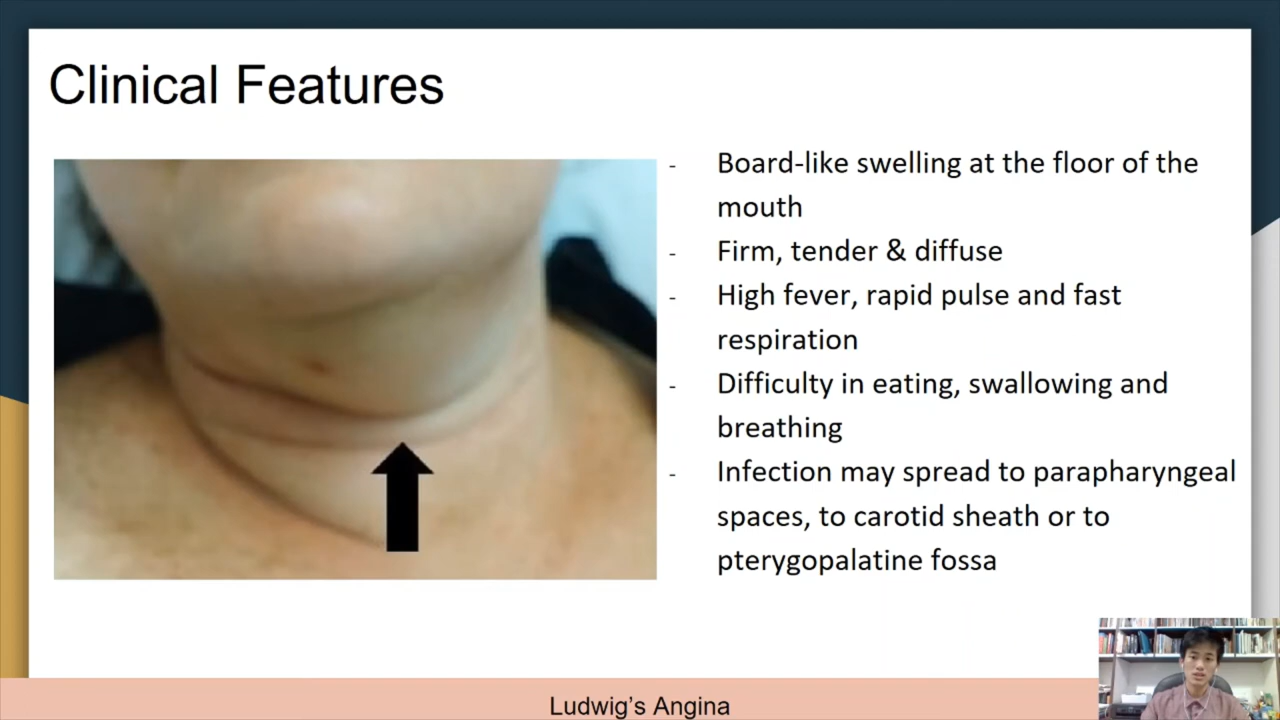 Clinical Features
- Board-like swelling at the floor of the
mouth
- Firm, tender & diffuse
- High fever, rapid pulse and fast
respiration
- Difficulty in eating, swallowing and
breathing
- Infection may spread to parapharyngeal
spaces, to carotid sheath or to
pterygopalatine fossa
Ludwig's Angina